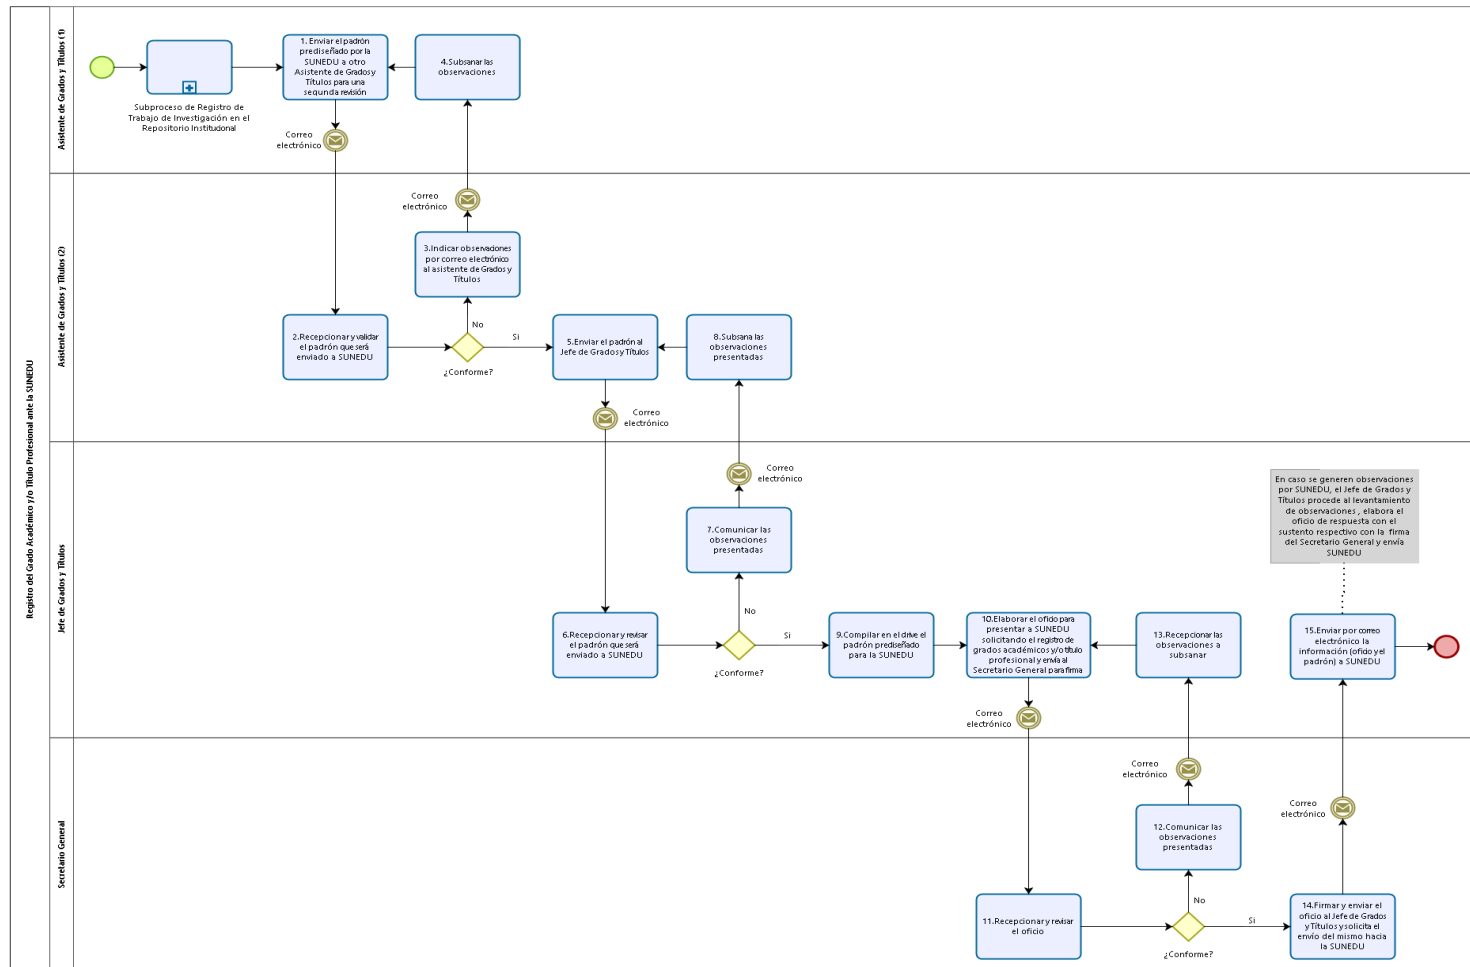 Registro del Grado Académico y/o Título Profesional ante la SUNEDU
Asistente de Grados y Títulos (1)
Subproceso de Registro de
Trabajo de Investigación en el
Repositorio Institucional
1. Enviar el padrón
prediseñado por la
SUNEDU a otro
Asistente de Grados y
Títulos para una
segunda revisión
4.Subsanar las
observaciones
Correo
electrónico
Asistente de Grados y Títulos (2)
Correo
electrónico
3.Indicar observaciones
por correo electrónico
al asistente de Grados y
Títulos
No
2.Recepcionar y validar
el padrón que será
enviado a SUNEDU
¿Conforme?
Si
5.Enviar el padrón al
Jefe de Grados y Títulos
8.Subsana las
observaciones
presentadas
Correo
electrónico
Jefe de Grados y Títulos
Correo
electrónico
7.Comunicar las
observaciones
presentadas
No
6.Recepcionar y revisar
el padrón que será
enviado a SUNEDU
¿Conforme?
Si
9.Compilar en el drive el
padrón prediseñado
para la SUNEDU
10.Elaborar el oficio para
presentar a SUNEDU
solicitando el registro de
grados académicos y/o título
profesional y envía al
Secretario General para firma
13.Recepcionar las
observaciones a
subsanar
En caso se generen observaciones
por SUNEDU, el Jefe de Grados y
Títulos procede al levantamiento
de observaciones , elabora el
oficio de respuesta con el
sustento respectivo con la firma
del Secretario General y envía
SUNEDU
15.Enviar por correo
electrónico la
información (oficio y el
padrón) a SUNEDU
Correo
electrónico
Secretario General
Correo
electrónico
12.Comunicar las
observaciones
presentadas
No
11.Recepcionar y revisar
el oficio
¿Conforme?
Si
Correo
electrónico
14.Firmar y enviar el
oficio al Jefe de Grados
y Títulos y solicita el
envío del mismo hacia
la SUNEDU